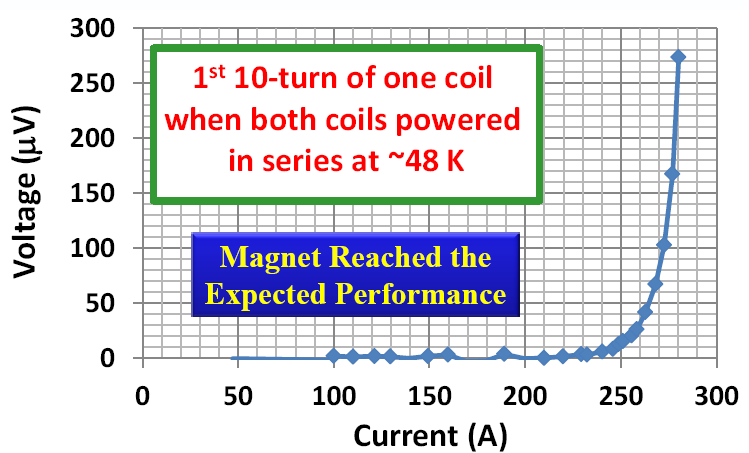 300
250
200
150
100
50
0
Voltage (µV)
1st 10-turn of one coil
when both coils powered
in series at ~48 K
Magnet Reached the
Expected Performance
0 50 100 150 200 250 300
Current (A)